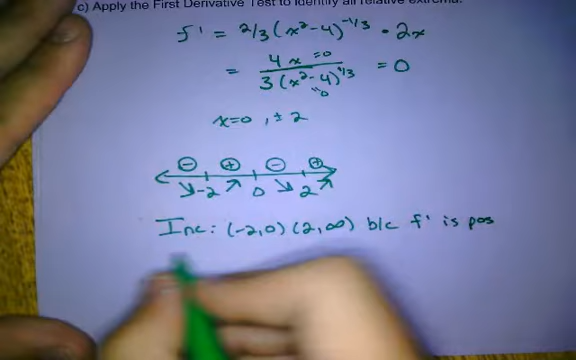 c) Apply the First Derivative Test to identify all relative extrema.
f' = 2/3 (x²-4)^-1/3 • 2x
= 4x =0 / 3(x²-4)^1/3 =0 = 0
x=0, ±2
⊖ ⊕ ⊖ ⊕
↘ -2 ↗ 0 ↘ 2 ↗
Inc: (-2,0) (2,∞) b/c f' is pos